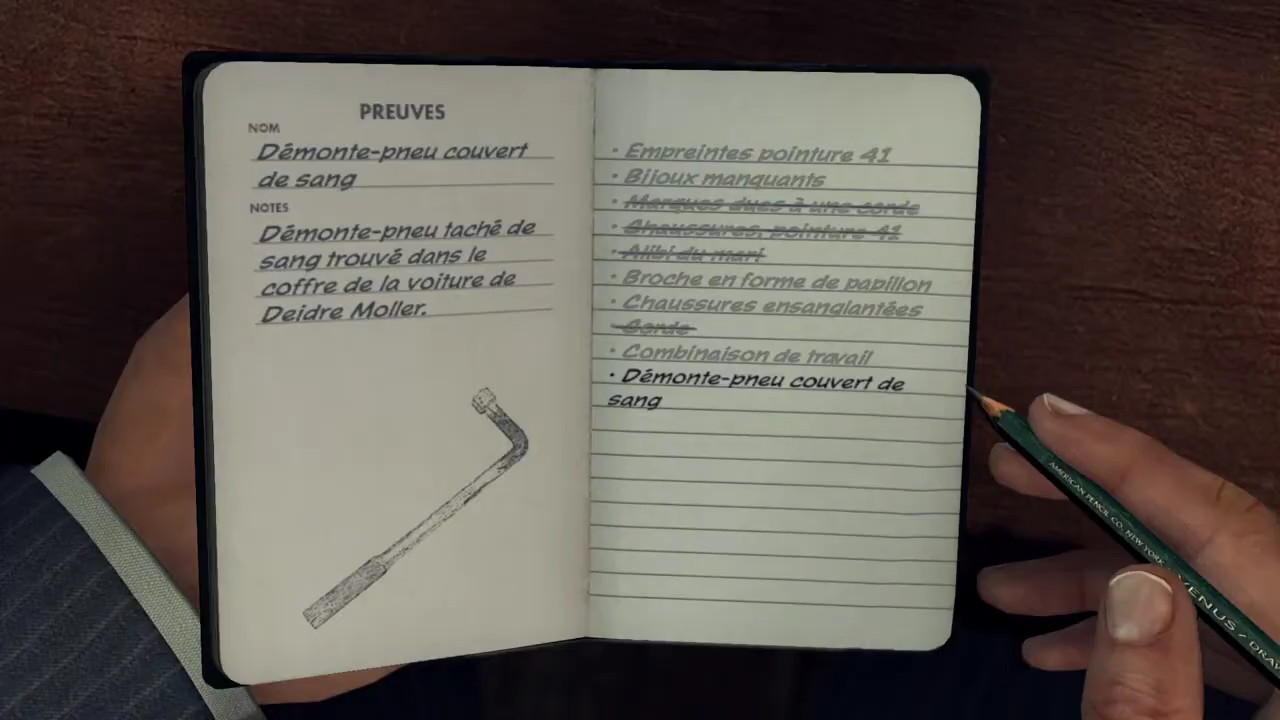 PREUVES
NOM
Démonte-pneu couvert
de sang
NOTES
Démonte-pneu taché de
sang trouvé dans le
coffre de la voiture de
Deidre Moller.
• Empreintes pointure 41
• Bijoux manquants
• Marques dues à une corde
• Chaussures, pointure 41
• Alibi du mari
• Broche en forme de papillon
• Chaussures ensanglantées
• Corde
• Combinaison de travail
• Démonte-pneu couvert de
sang
AMERICAN PENCIL CO. NEW YORK
VENUS / DRAW